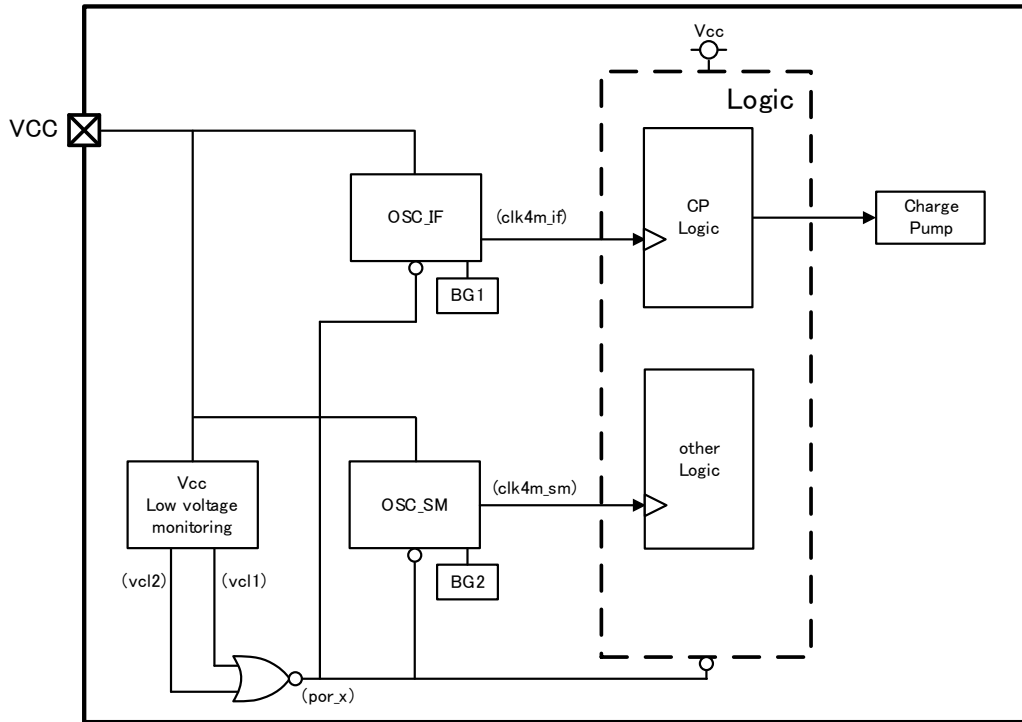 Vcc
Logic
VCC
OSC_IF
(clk4m_if)
CP
Logic
Charge
Pump
BG1
Vcc
Low voltage
monitoring
OSC_SM
(clk4m_sm)
other
Logic
(vcl2)
(vcl1)
BG2
(por_x)